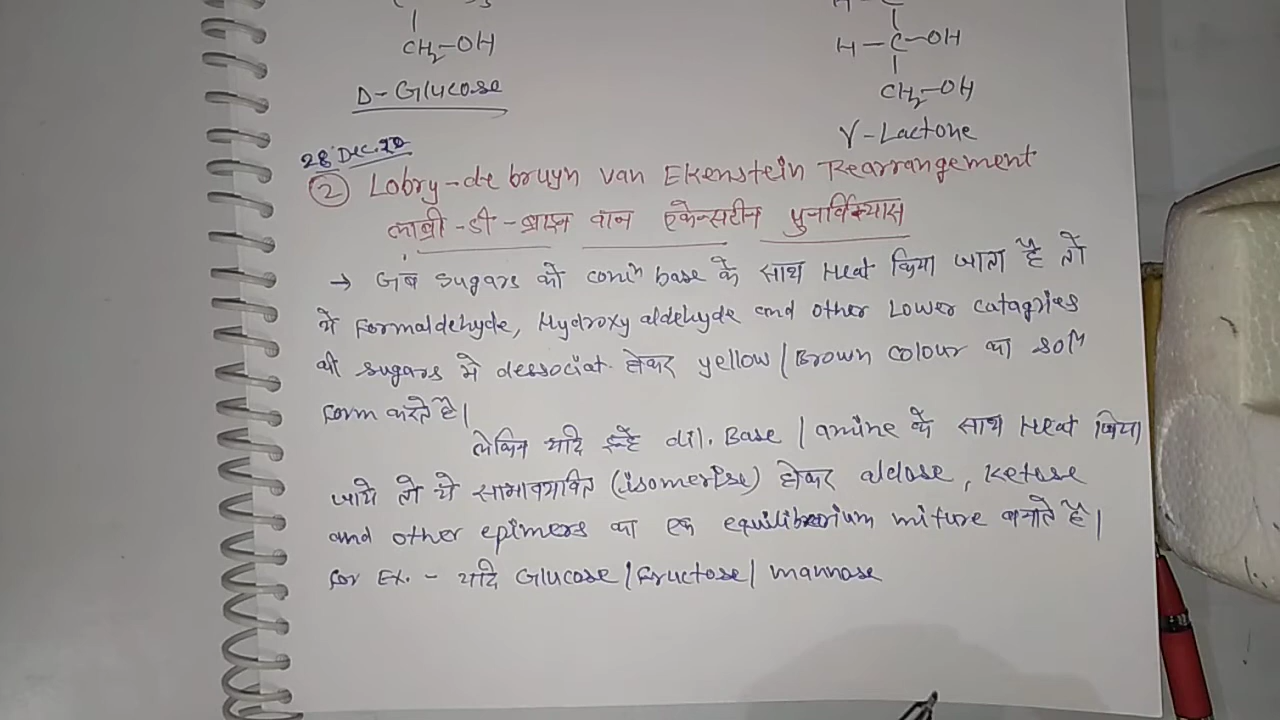 CH₂-OH
H-C-OH
CH₂-OH
D-Glucose
γ-Lactone
28 Dec.20
② Lobry-de bruyn van Ekenstein Rearrangement
लाब्री-डी-ब्राइन वान एकेन्सटीन पुनर्विन्यास
→ जब sugars को concⁿ base के साथ Heat किया जाता है तो
ये Formaldehyde, Hydroxy aldehyde and other Lower catagries
की sugars मे dessociat. होकर yellow/Brown colour का solⁿ
form करते है।
लेकिन यदि इन्हें dil. Base/amine के साथ Heat किया
जाये तो ये समावयवित (isomerise) होकर aldose, ketose
and other epimers का एक equilibrium mixture बनाते है।
for Ex. - यदि Glucose/fructose/mannose